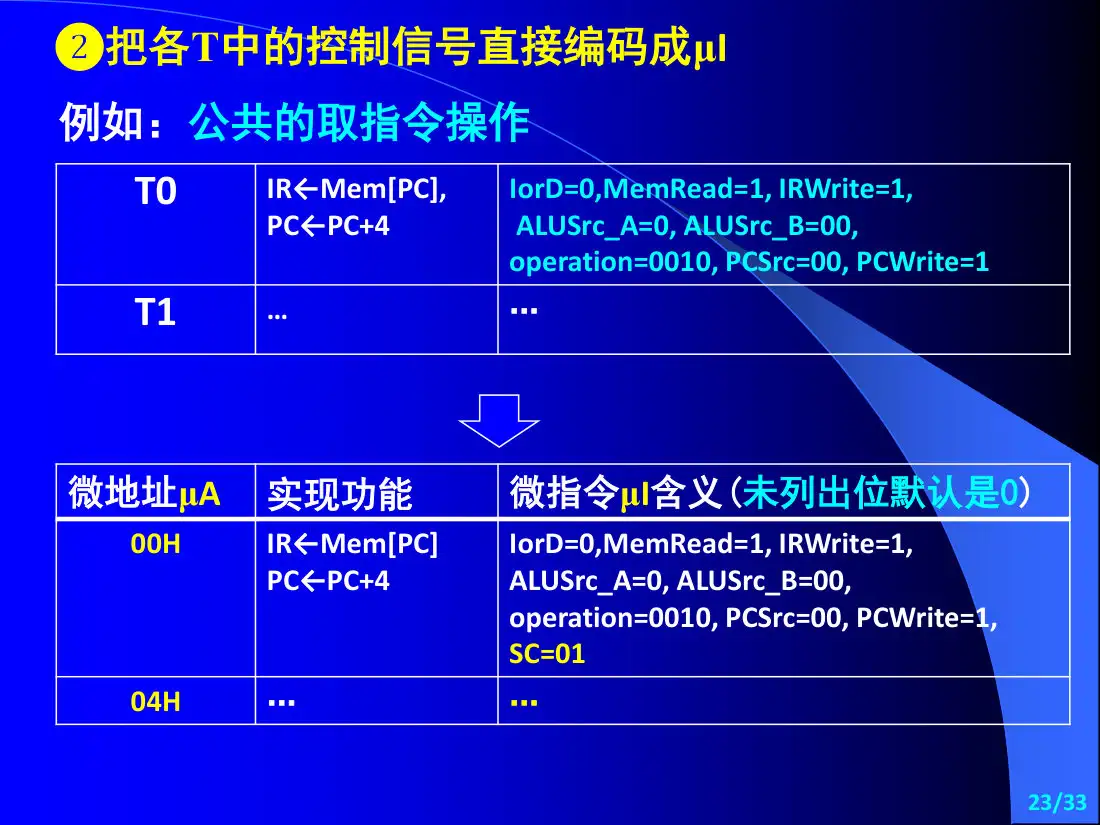 ②把各T中的控制信号直接编码成μI
例如：公共的取指令操作
T0
IR←Mem[PC],
PC←PC+4
IorD=0,MemRead=1, IRWrite=1,
ALUSrc_A=0, ALUSrc_B=00,
operation=0010, PCSrc=00, PCWrite=1
T1
...
...
微地址μA
实现功能
微指令μI含义(未列出位默认是0)
00H
IR←Mem[PC]
PC←PC+4
IorD=0,MemRead=1, IRWrite=1,
ALUSrc_A=0, ALUSrc_B=00,
operation=0010, PCSrc=00, PCWrite=1,
SC=01
04H
...
...
23/33